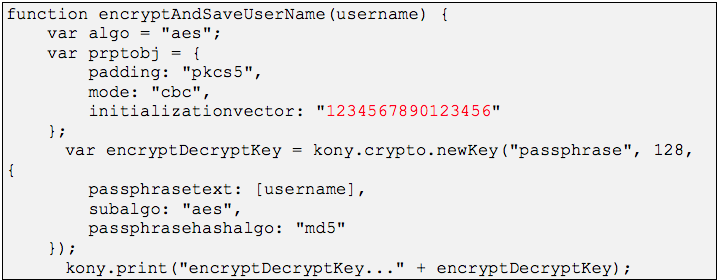 function encryptAndSaveUserName(username) {
    var algo = "aes";
    var prptobj = {
        padding: "pkcs5",
        mode: "cbc",
        initializationvector: "1234567890123456"
    };
      var encryptDecryptKey = kony.crypto.newKey("passphrase", 128,
{
        passphrasetext: [username],
        subalgo: "aes",
        passphrasehashalgo: "md5"
    });
      kony.print("encryptDecryptKey..." + encryptDecryptKey);